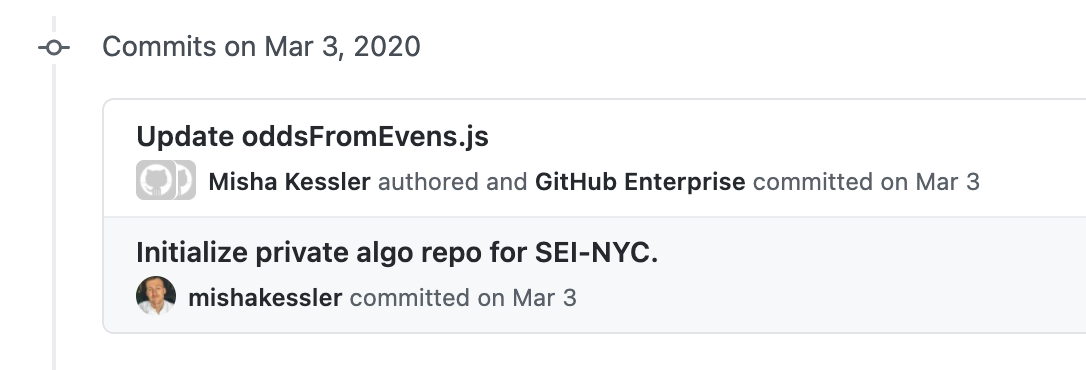 Commits on Mar 3, 2020
Update oddsFromEvens.js
Misha Kessler authored and GitHub Enterprise committed on Mar 3
Initialize private algo repo for SEI-NYC.
mishakessler committed on Mar 3